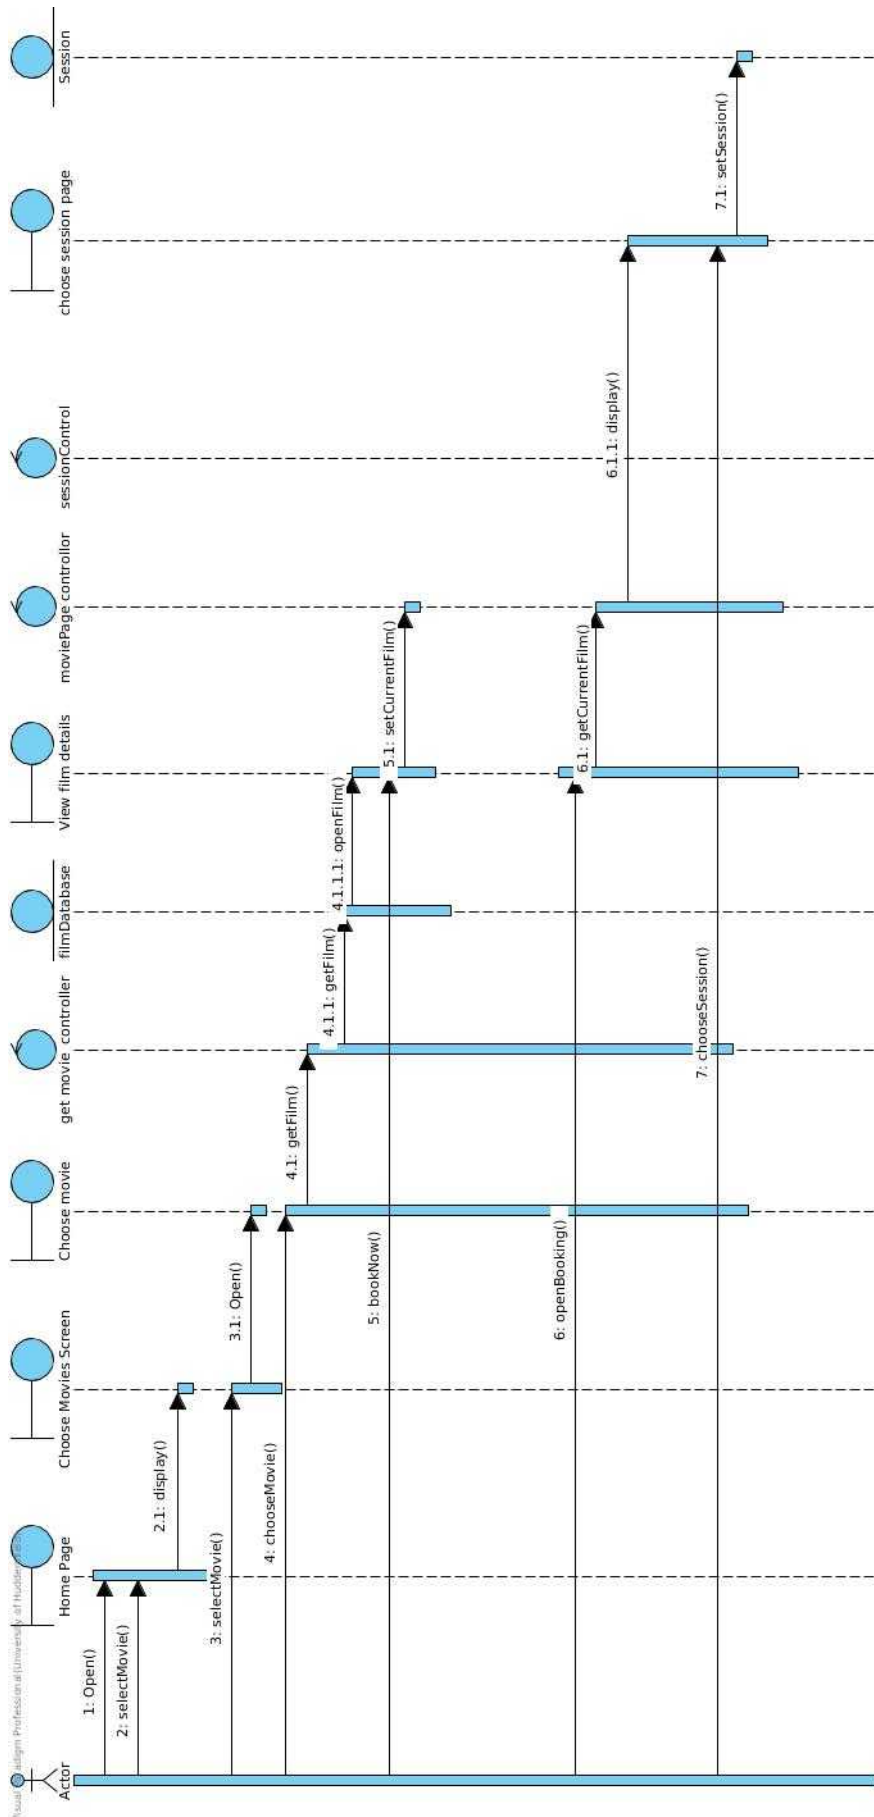 Actor
Home Page
Choose Movies Screen
Choose movie
get movie controller
filmDatabase
View film details
moviePage controllor
sessionControl
choose session page
Session
1: Open()
2: selectMovie()
2.1: display()
3: selectMovie()
3.1: Open()
4: chooseMovie()
4.1: getFilm()
4.1.1: getFilm()
4.1.1.1: openFilm()
5: bookNow()
5.1: setCurrentFilm()
6: openBooking()
6.1: getCurrentFilm()
6.1.1: display()
7: chooseSession()
7.1: setSession()
Professional(University of